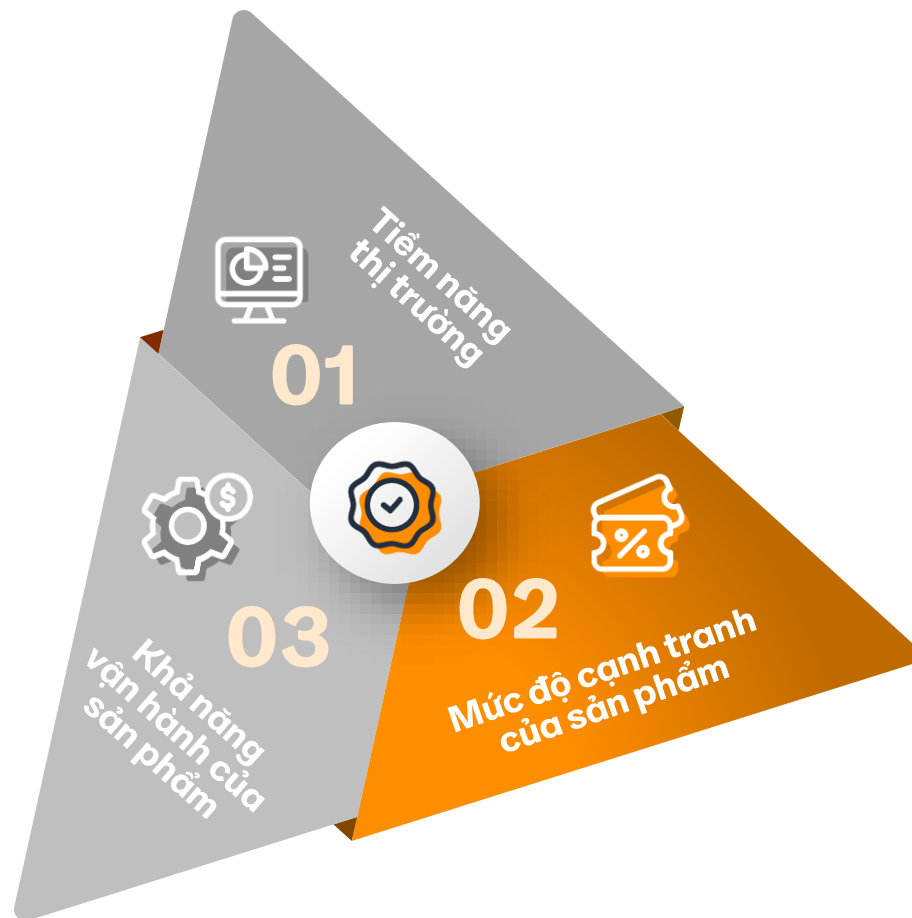 Tiềm năng
thị trường
01
02
Mức độ cạnh tranh
của sản phẩm
03
Khả năng
vận hành của
sản phẩm
$
%